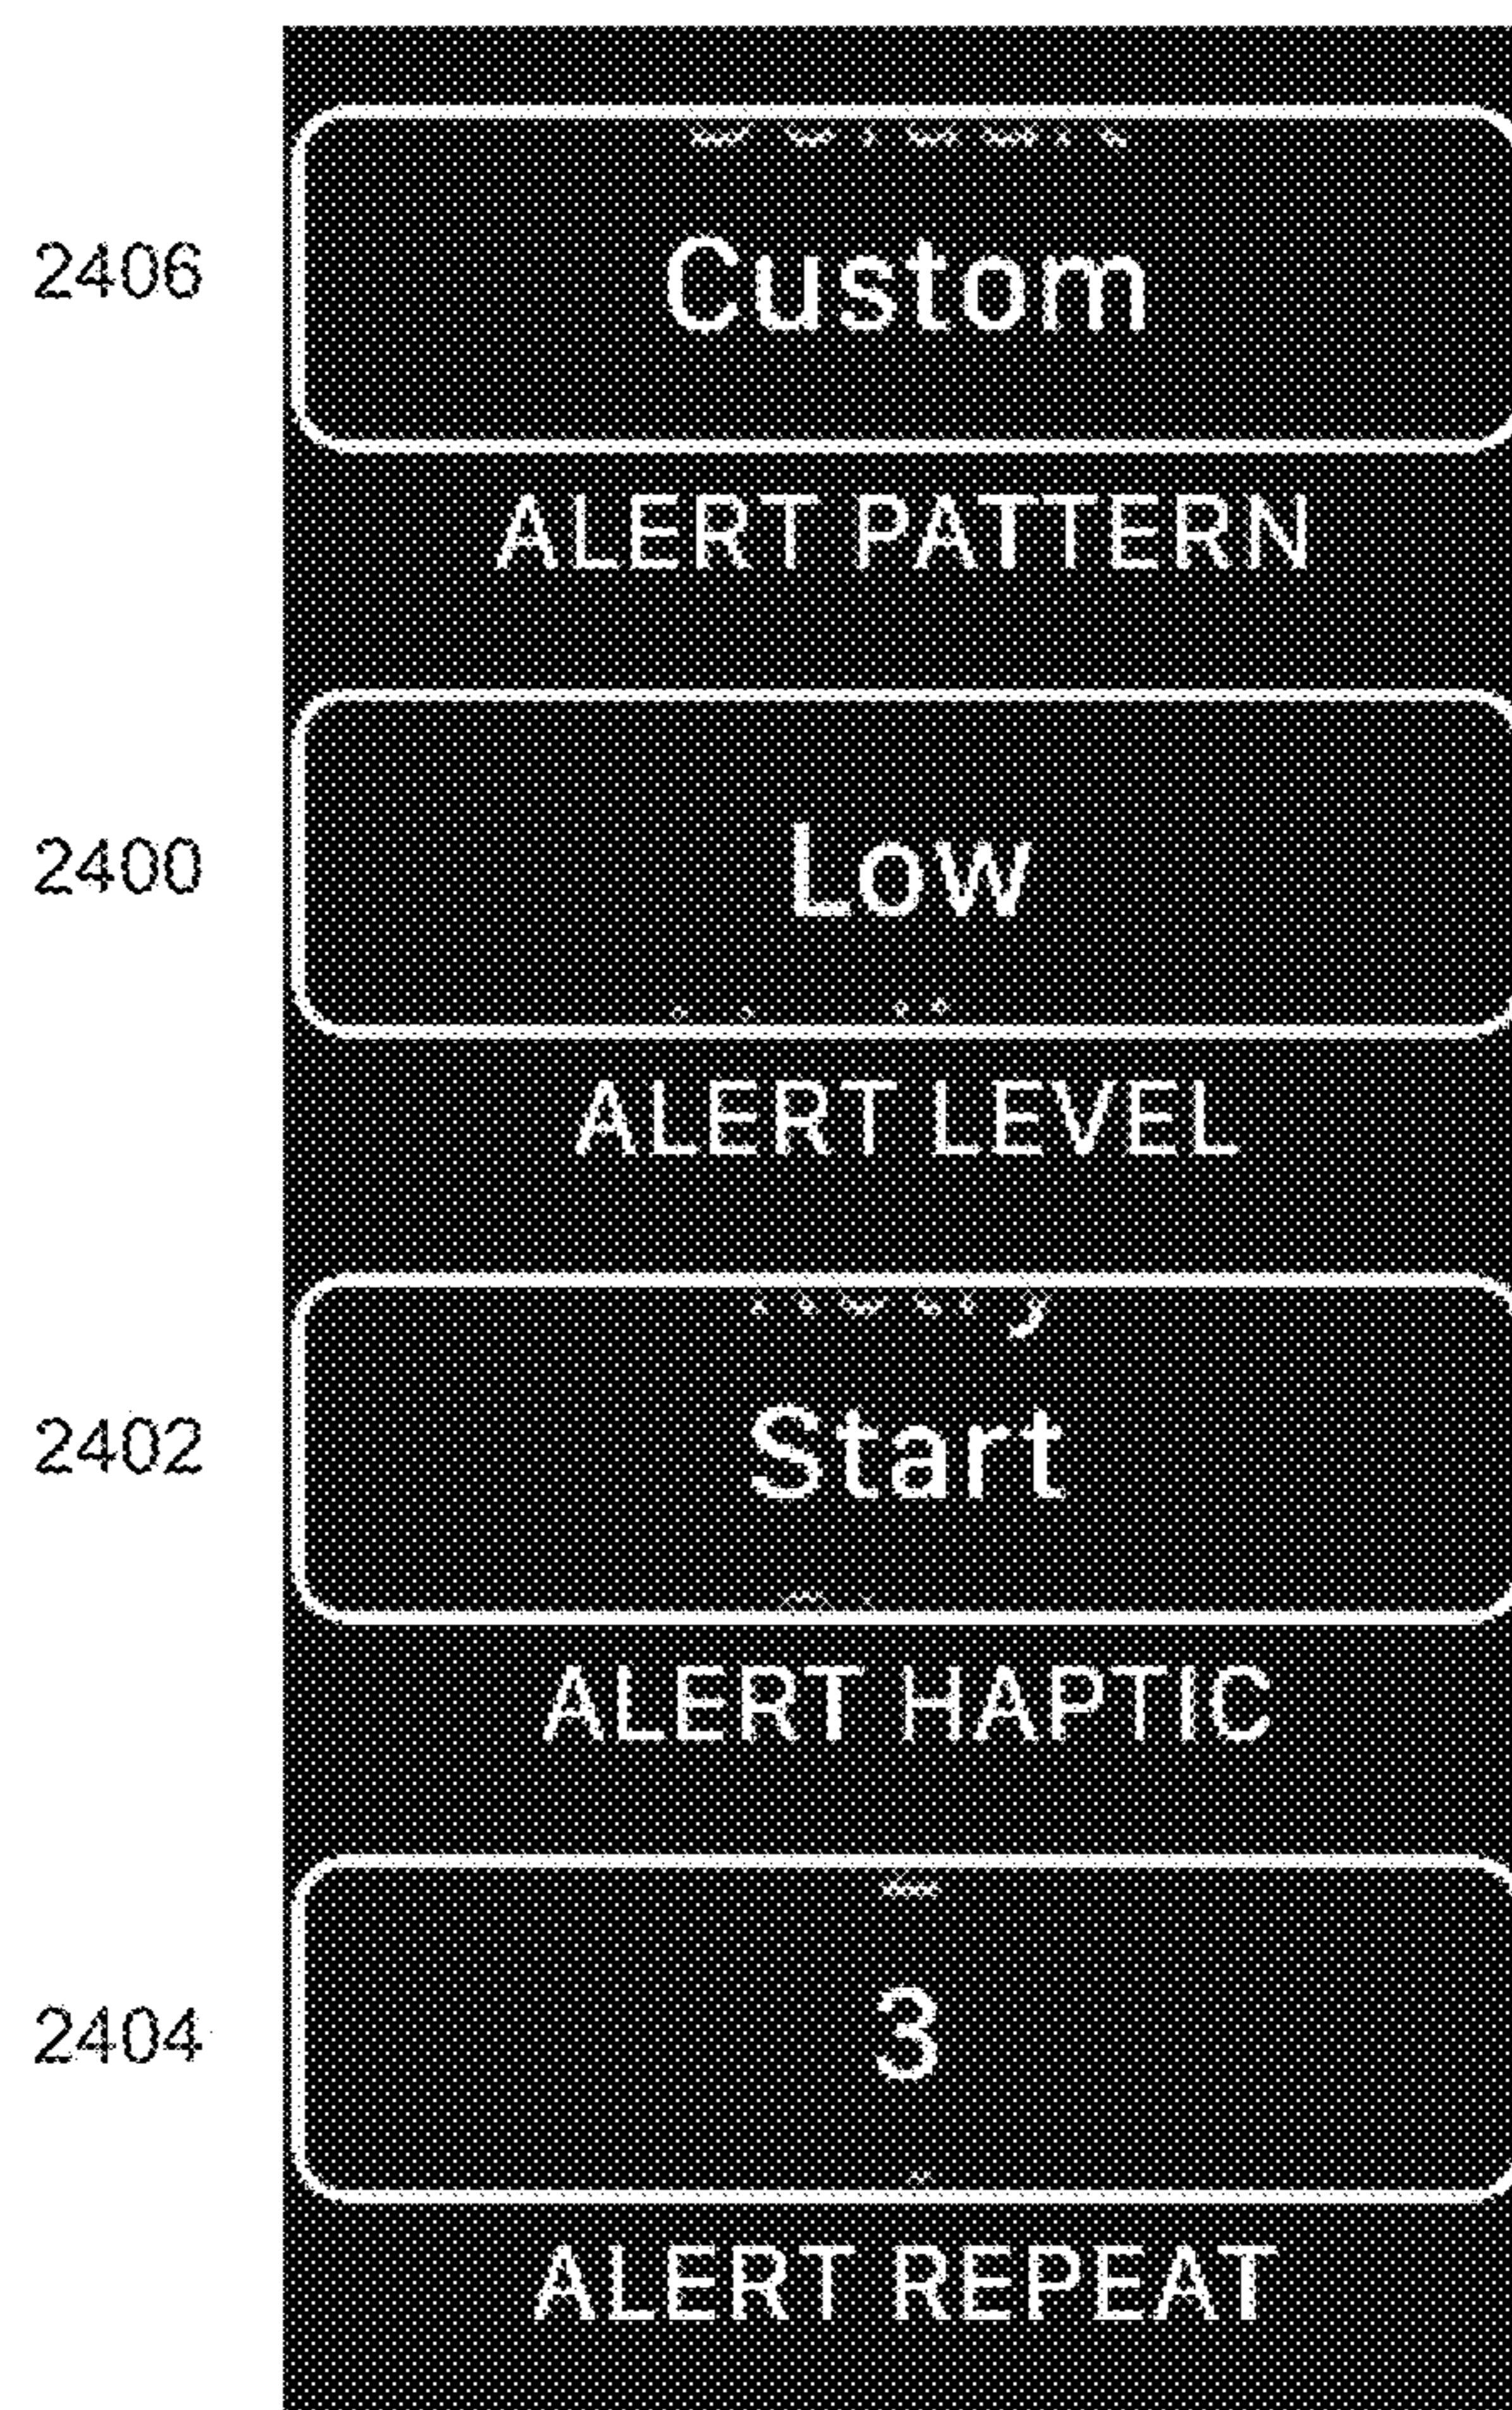 2406
Custom
ALERT PATTERN
2400
Low
ALERT LEVEL
2402
Start
ALERT HAPTIC
2404
3
ALERT REPEAT